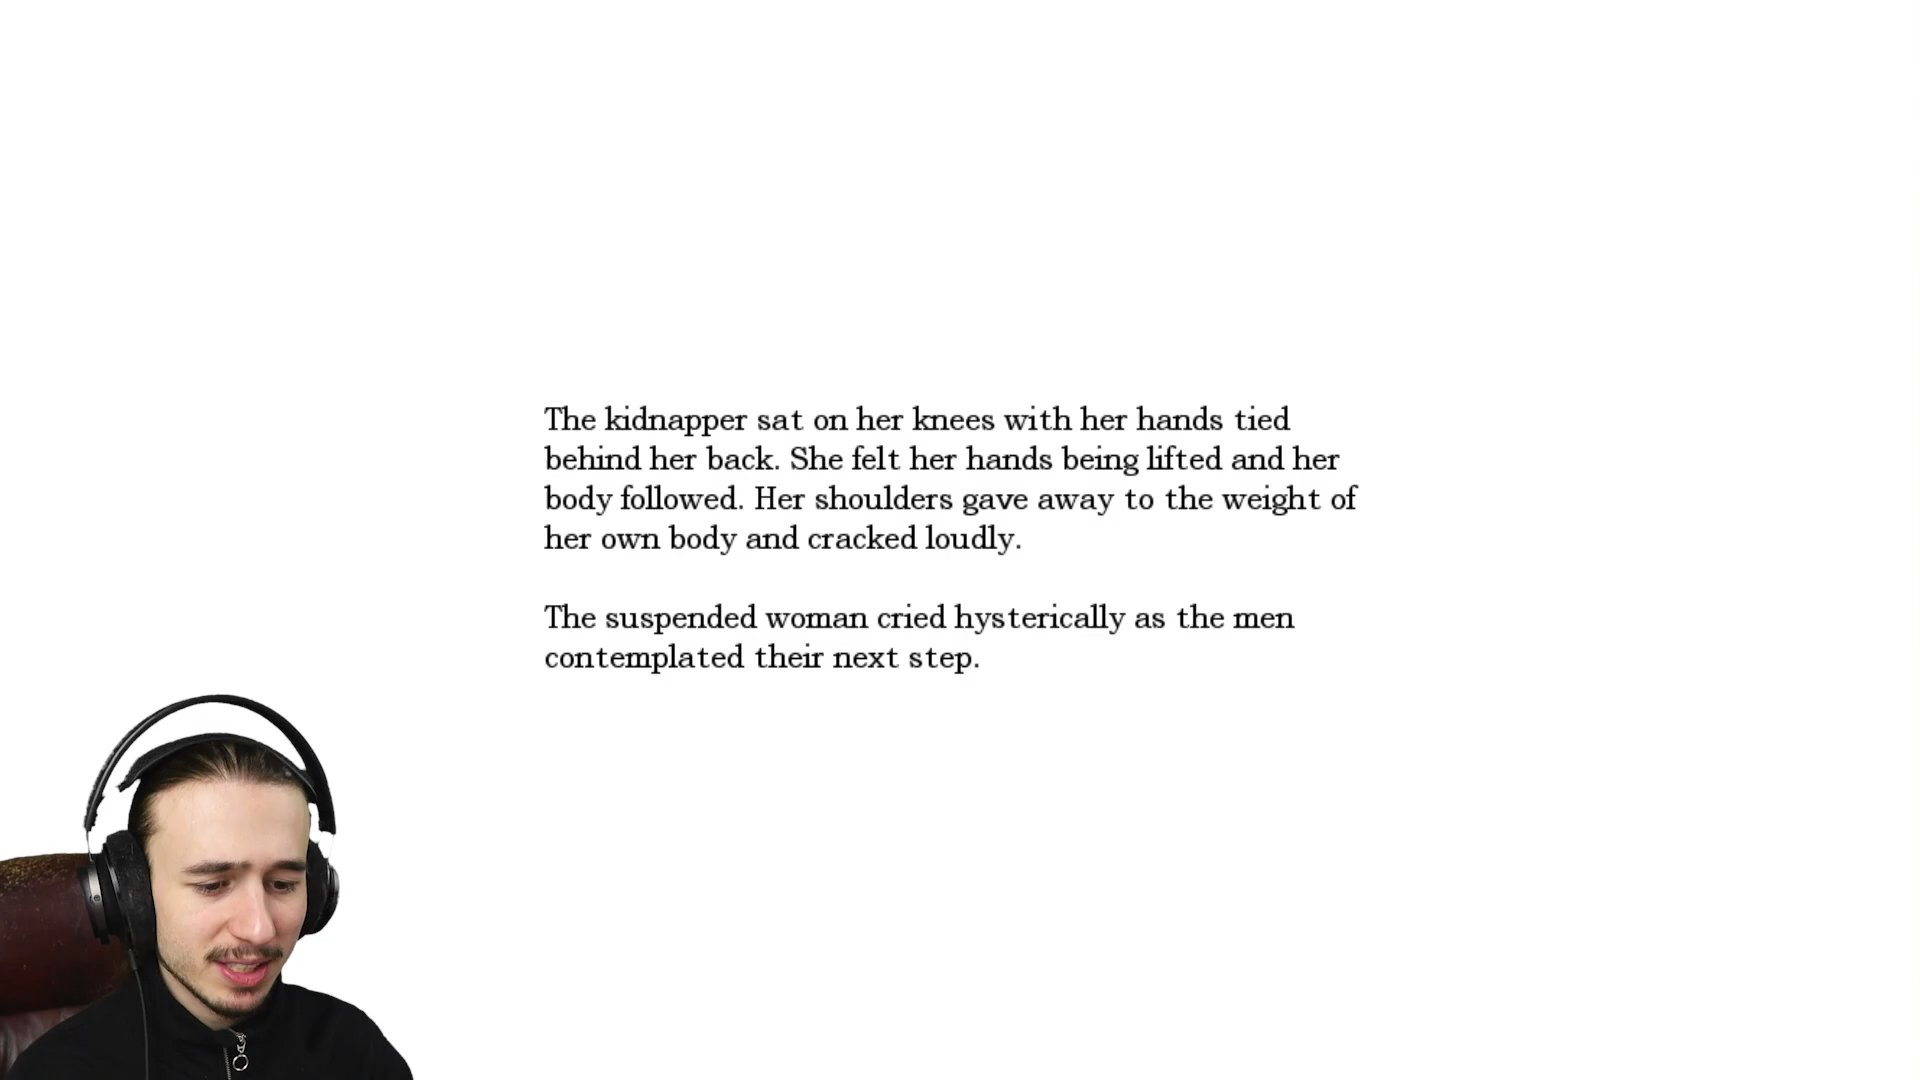 The kidnapper sat on her knees with her hands tied
behind her back. She felt her hands being lifted and her
body followed. Her shoulders gave away to the weight of
her own body and cracked loudly.
The suspended woman cried hysterically as the men
contemplated their next step.